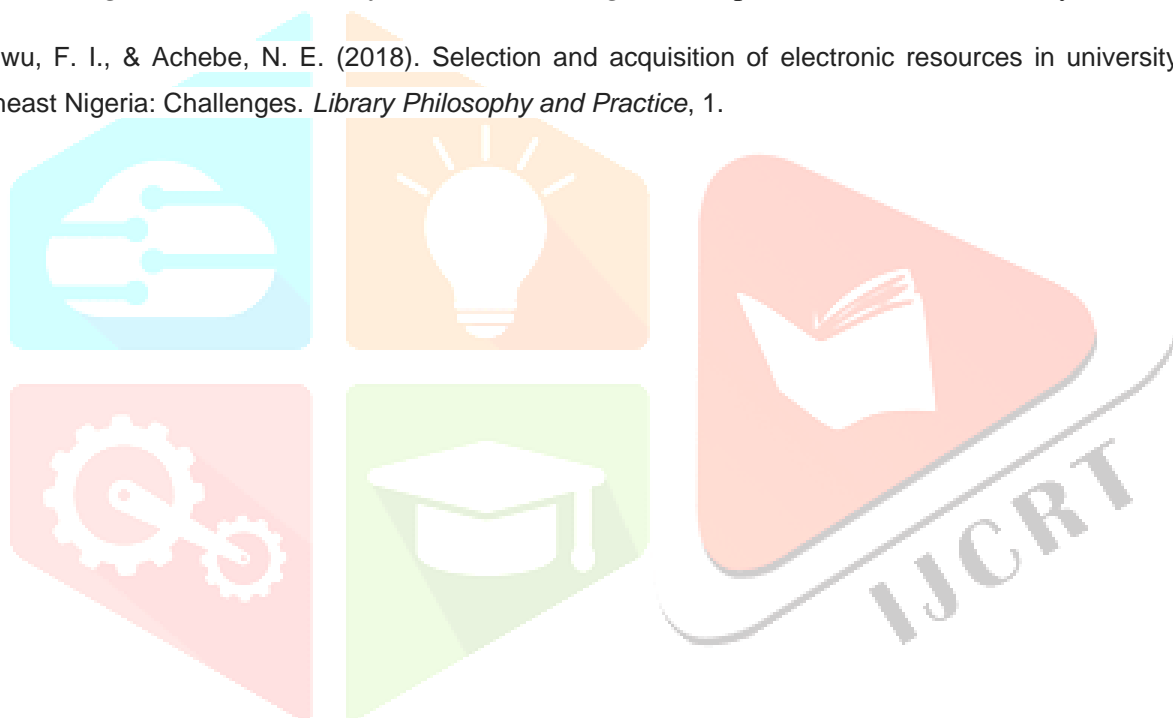 wu, F. I., & Achebe, N. E. (2018). Selection and acquisition of electronic resources in university
neast Nigeria: Challenges. Library Philosophy and Practice, 1.
IJCRT